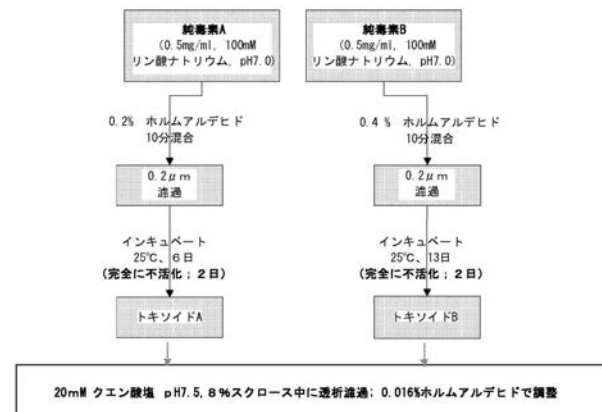 純毒素A
(0.5mg/ml, 100mM
リン酸ナトリウム, pH7.0)
純毒素B
(0.5mg/ml, 100mM
リン酸ナトリウム, pH7.0)
0.2% ホルムアルデヒド
10分混合
0.4 % ホルムアルデヒド
10分混合
0.2μm
濾過
0.2μm
濾過
インキュベート
25℃、6日
(完全に不活化；2日)
インキュベート
25℃、13日
(完全に不活化；2日)
トキソイドA
トキソイドB
20mM クエン酸塩 pH7.5, 8%スクロース中に透析濾過; 0.016%ホルムアルデヒドで調整